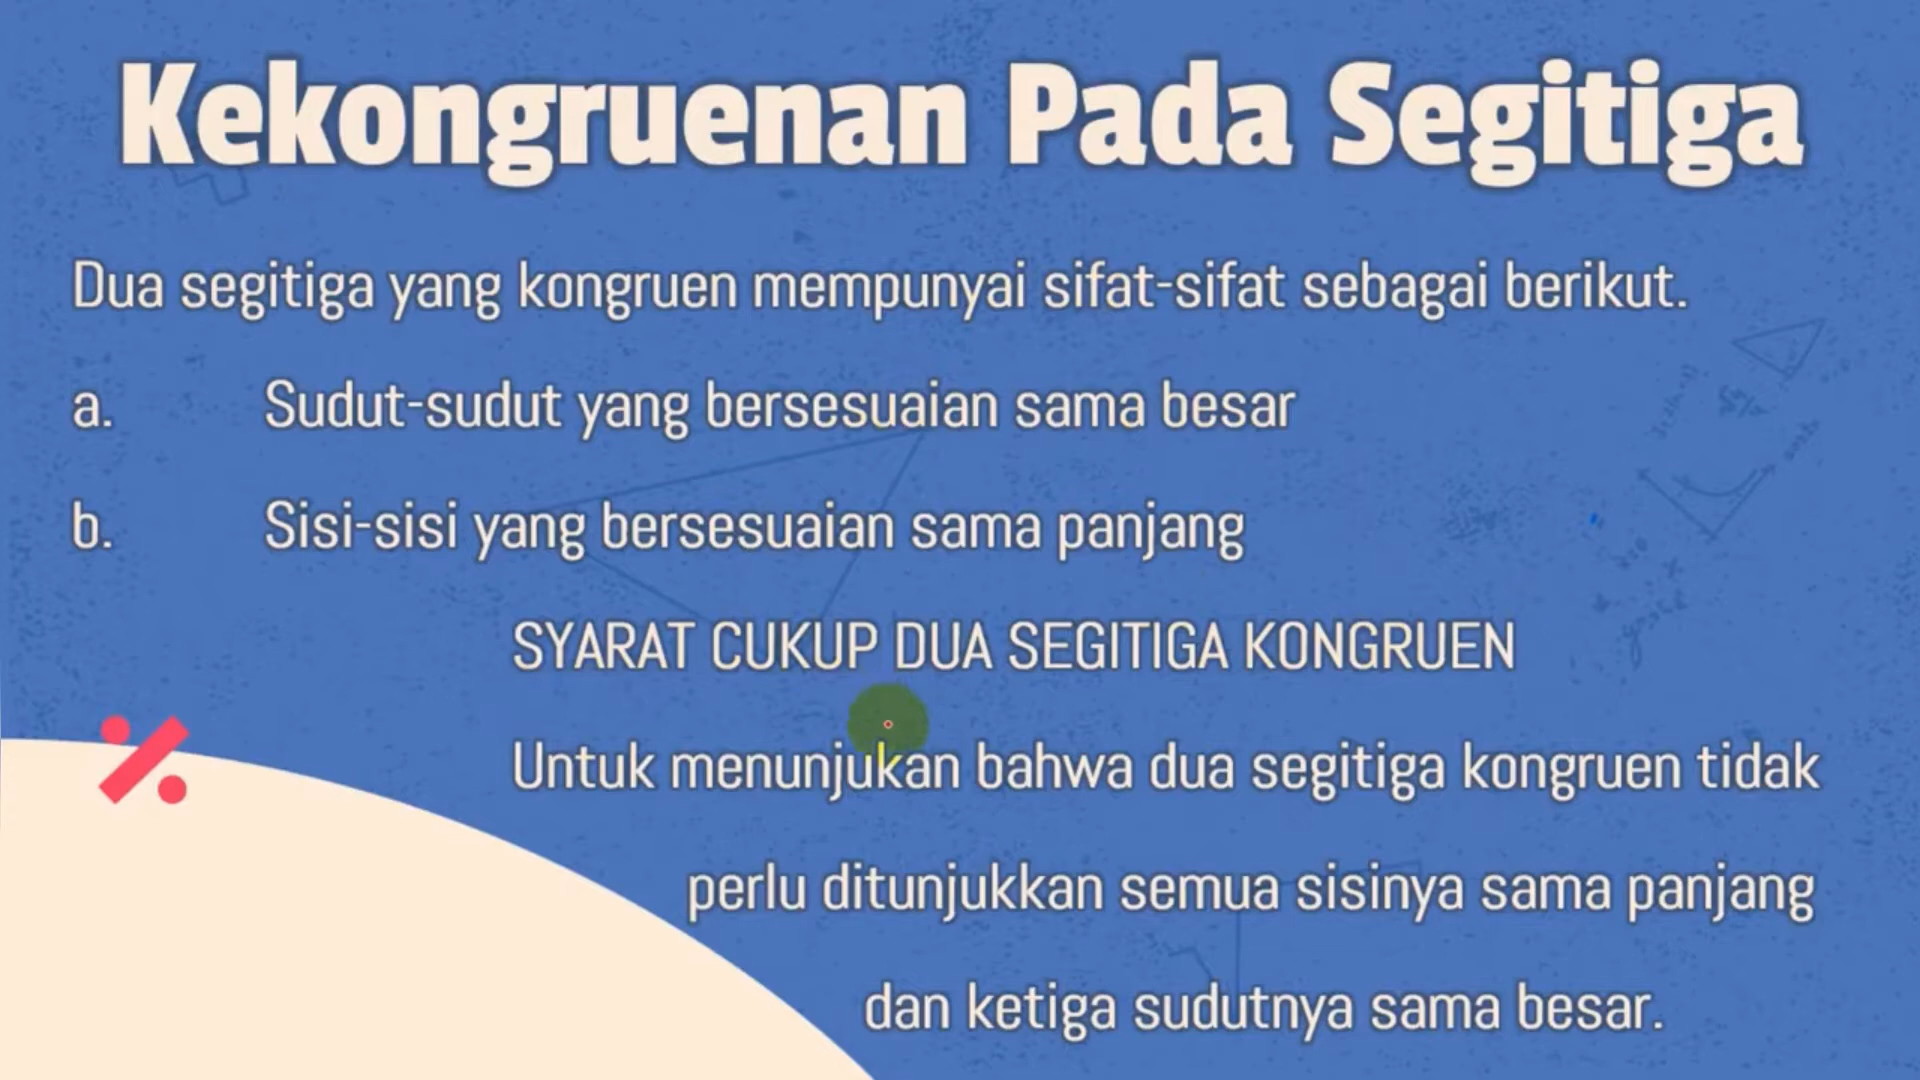 Kekongruenan Pada Segitiga
Dua segitiga yang kongruen mempunyai sifat-sifat sebagai berikut.
a. Sudut-sudut yang bersesuaian sama besar
b. Sisi-sisi yang bersesuaian sama panjang
SYARAT CUKUP DUA SEGITIGA KONGRUEN
Untuk menunjukan bahwa dua segitiga kongruen tidak
perlu ditunjukkan semua sisinya sama panjang
dan ketiga sudutnya sama besar.